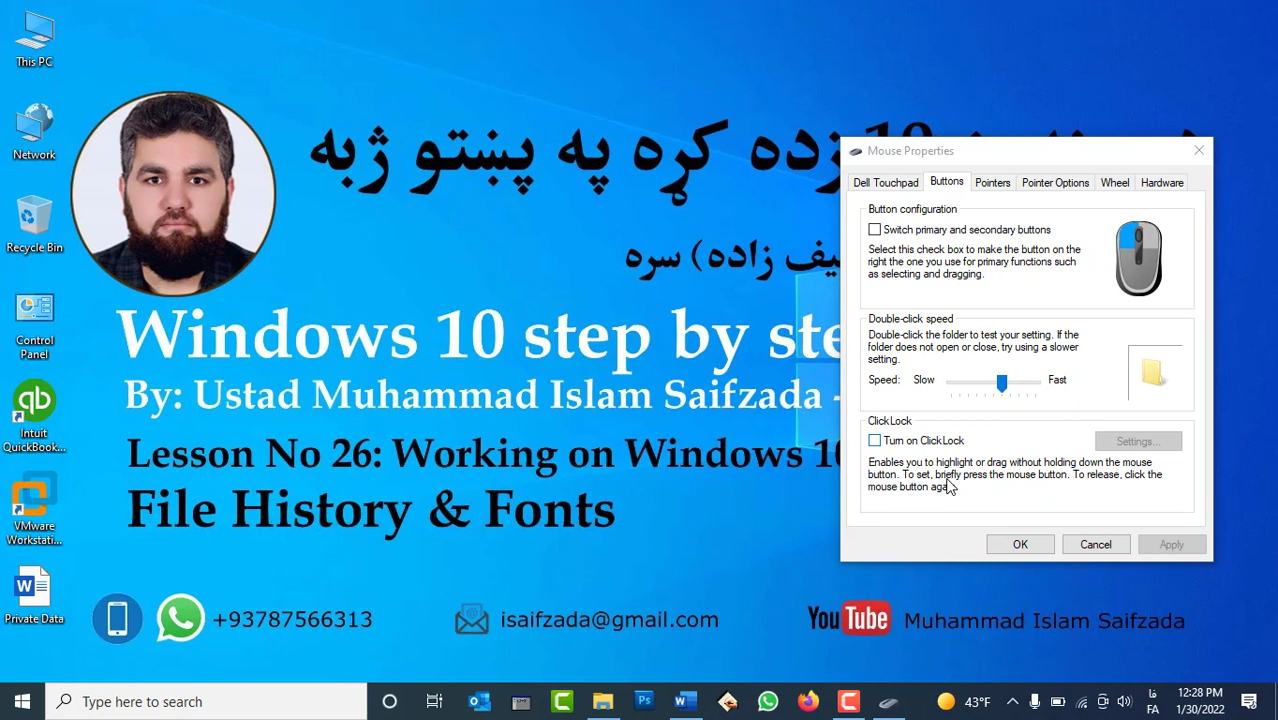 This PC
Network
Recycle Bin
Control
Panel
Intuit
QuickBook...
VMware
Workstati...
Private Data
زده کړه په پښتو ژبه
زاده) سره
Windows 10 step by ste
By: Ustad Muhammad Islam Saifzada -
Lesson No 26: Working on Windows 10
File History & Fonts
+93787566313
isaifzada@gmail.com
YouTube
Muhammad Islam Saifzada
Mouse Properties
Dell Touchpad
Buttons
Pointers
Pointer Options
Wheel
Hardware
Button configuration
Switch primary and secondary buttons
Select this check box to make the button on the
right the one you use for primary functions such
as selecting and dragging.
Double-click speed
Double-click the folder to test your setting. If the
folder does not open or close, try using a slower
setting.
Speed: Slow Fast
ClickLock
Turn on ClickLock
Settings...
Enables you to highlight or drag without holding down the mouse
button. To set, briefly press the mouse button. To release, click the
mouse button again.
OK
Cancel
Apply
Type here to search
Ps
43°F
فا
FA
12:28 PM
1/30/2022